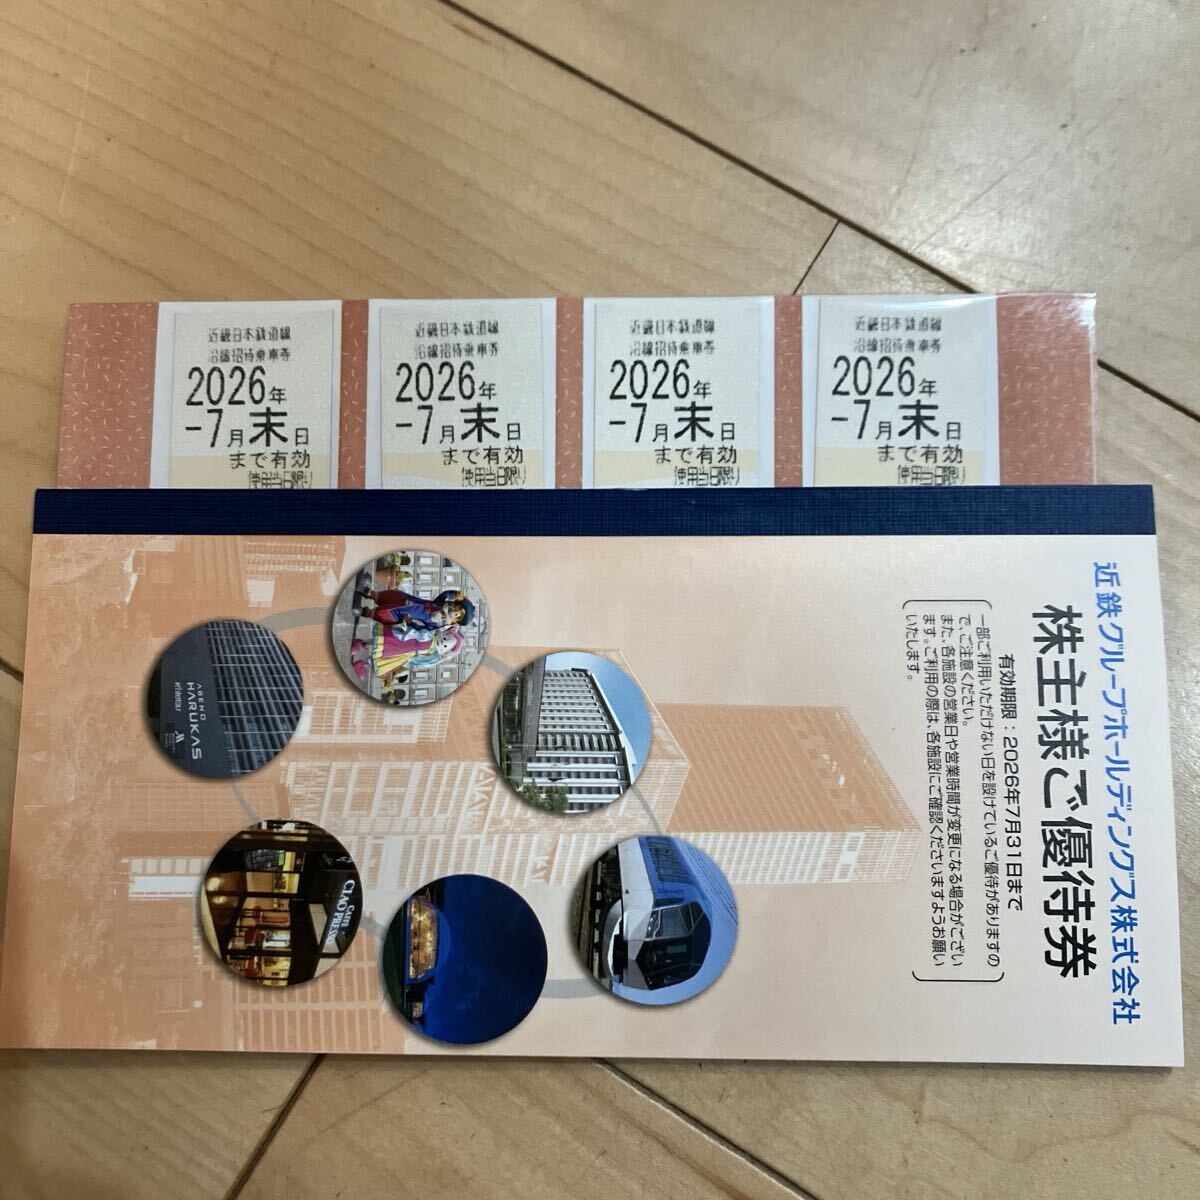 近畿日本鉄道線
沿線招待乗車券
2026年
-7月末日
まで有効
使用当日限り
近畿日本鉄道線
沿線招待乗車券
2026年
-7月末日
まで有効
使用当日限り
近畿日本鉄道線
沿線招待乗車券
2026年
-7月末日
まで有効
使用当日限り
近畿日本鉄道線
沿線招待乗車券
2026年
-7月末日
まで有効
使用当日限り
近鉄グループホールディングス株式会社
株主様ご優待券
有効期限：2026年7月31日まで
一部ご利用いただけない日を設けているご優待がありますの
で、ご注意ください。
また、各施設の営業日や営業時間が変更になる場合がござい
ます。ご利用の際は、各施設にご確認くださいますようお願い
いたします。
ABENO
HARUKAS
Kintetsu
CAFFE
CIAO PRESSO